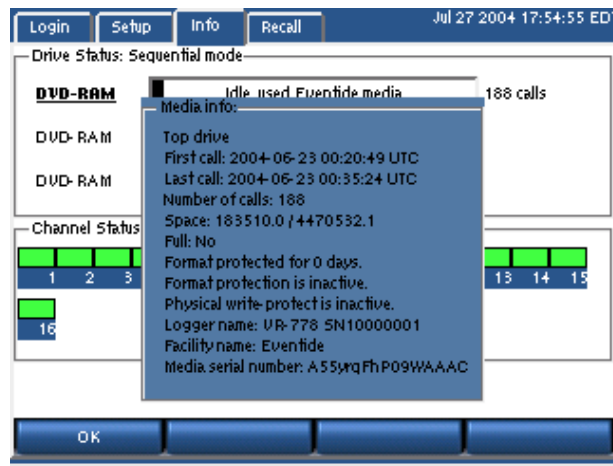 Login Setup Info Recall Jul 27 2004 17:54:55 ED
Drive Status: Sequential mode
DVD-RAM Idle used Eventide media 188 calls
Media info:
DVD-RAM Top drive
First call: 2004-06-23 00:20:49 UTC
DVD-RAM Last call: 2004-06-23 00:35:24 UTC
Number of calls: 188
Space: 183510.0 / 4470532.1
Channel Status
Full: No
Format protected for 0 days.
Format protection is inactive.
1 2 3 13 14 15
Physical write-protect is inactive.
Logger name: VR-778 SN10000001
16
Facility name: Eventide
Media serial number: A55yrqFhP09WAAAC
OK